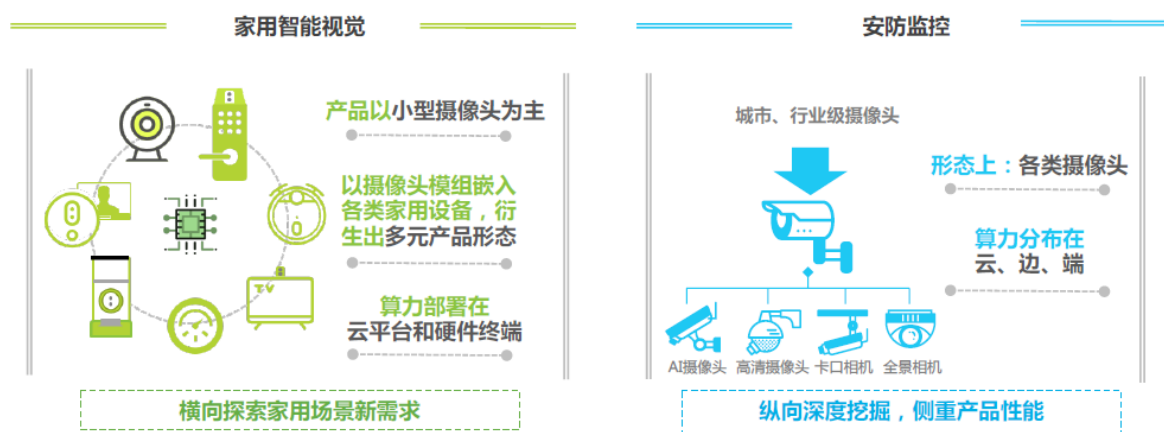 家用智能视觉
产品以小型摄像头为主
以摄像头模组嵌入
各类家用设备，衍
生出多元产品形态
TV
算力部署在
云平台和硬件终端
横向探索家用场景新需求
安防监控
城市、行业级摄像头
形态上：各类摄像头
算力分布在
云、边、端
AI摄像头 高清摄像头 卡口相机 全景相机
纵向深度挖掘，侧重产品性能